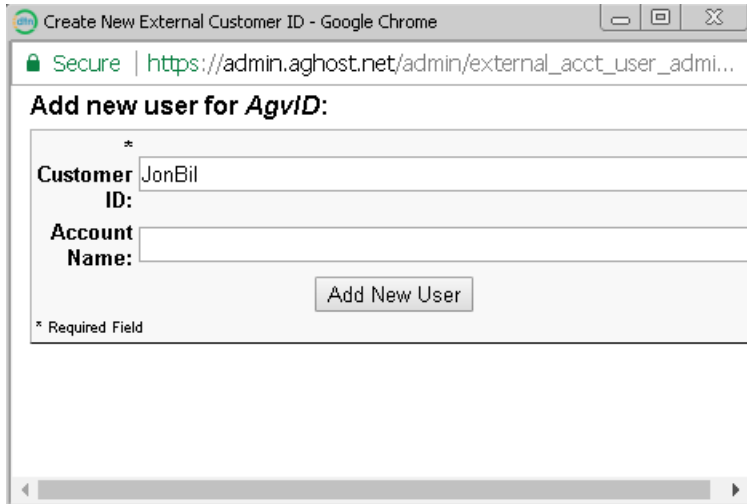 dtn Create New External Customer ID - Google Chrome
Secure | https://admin.aghost.net/admin/external_acct_user_admi...
Add new user for AgvID:
*
Customer JonBil
ID:
Account
Name:
Add New User
* Required Field